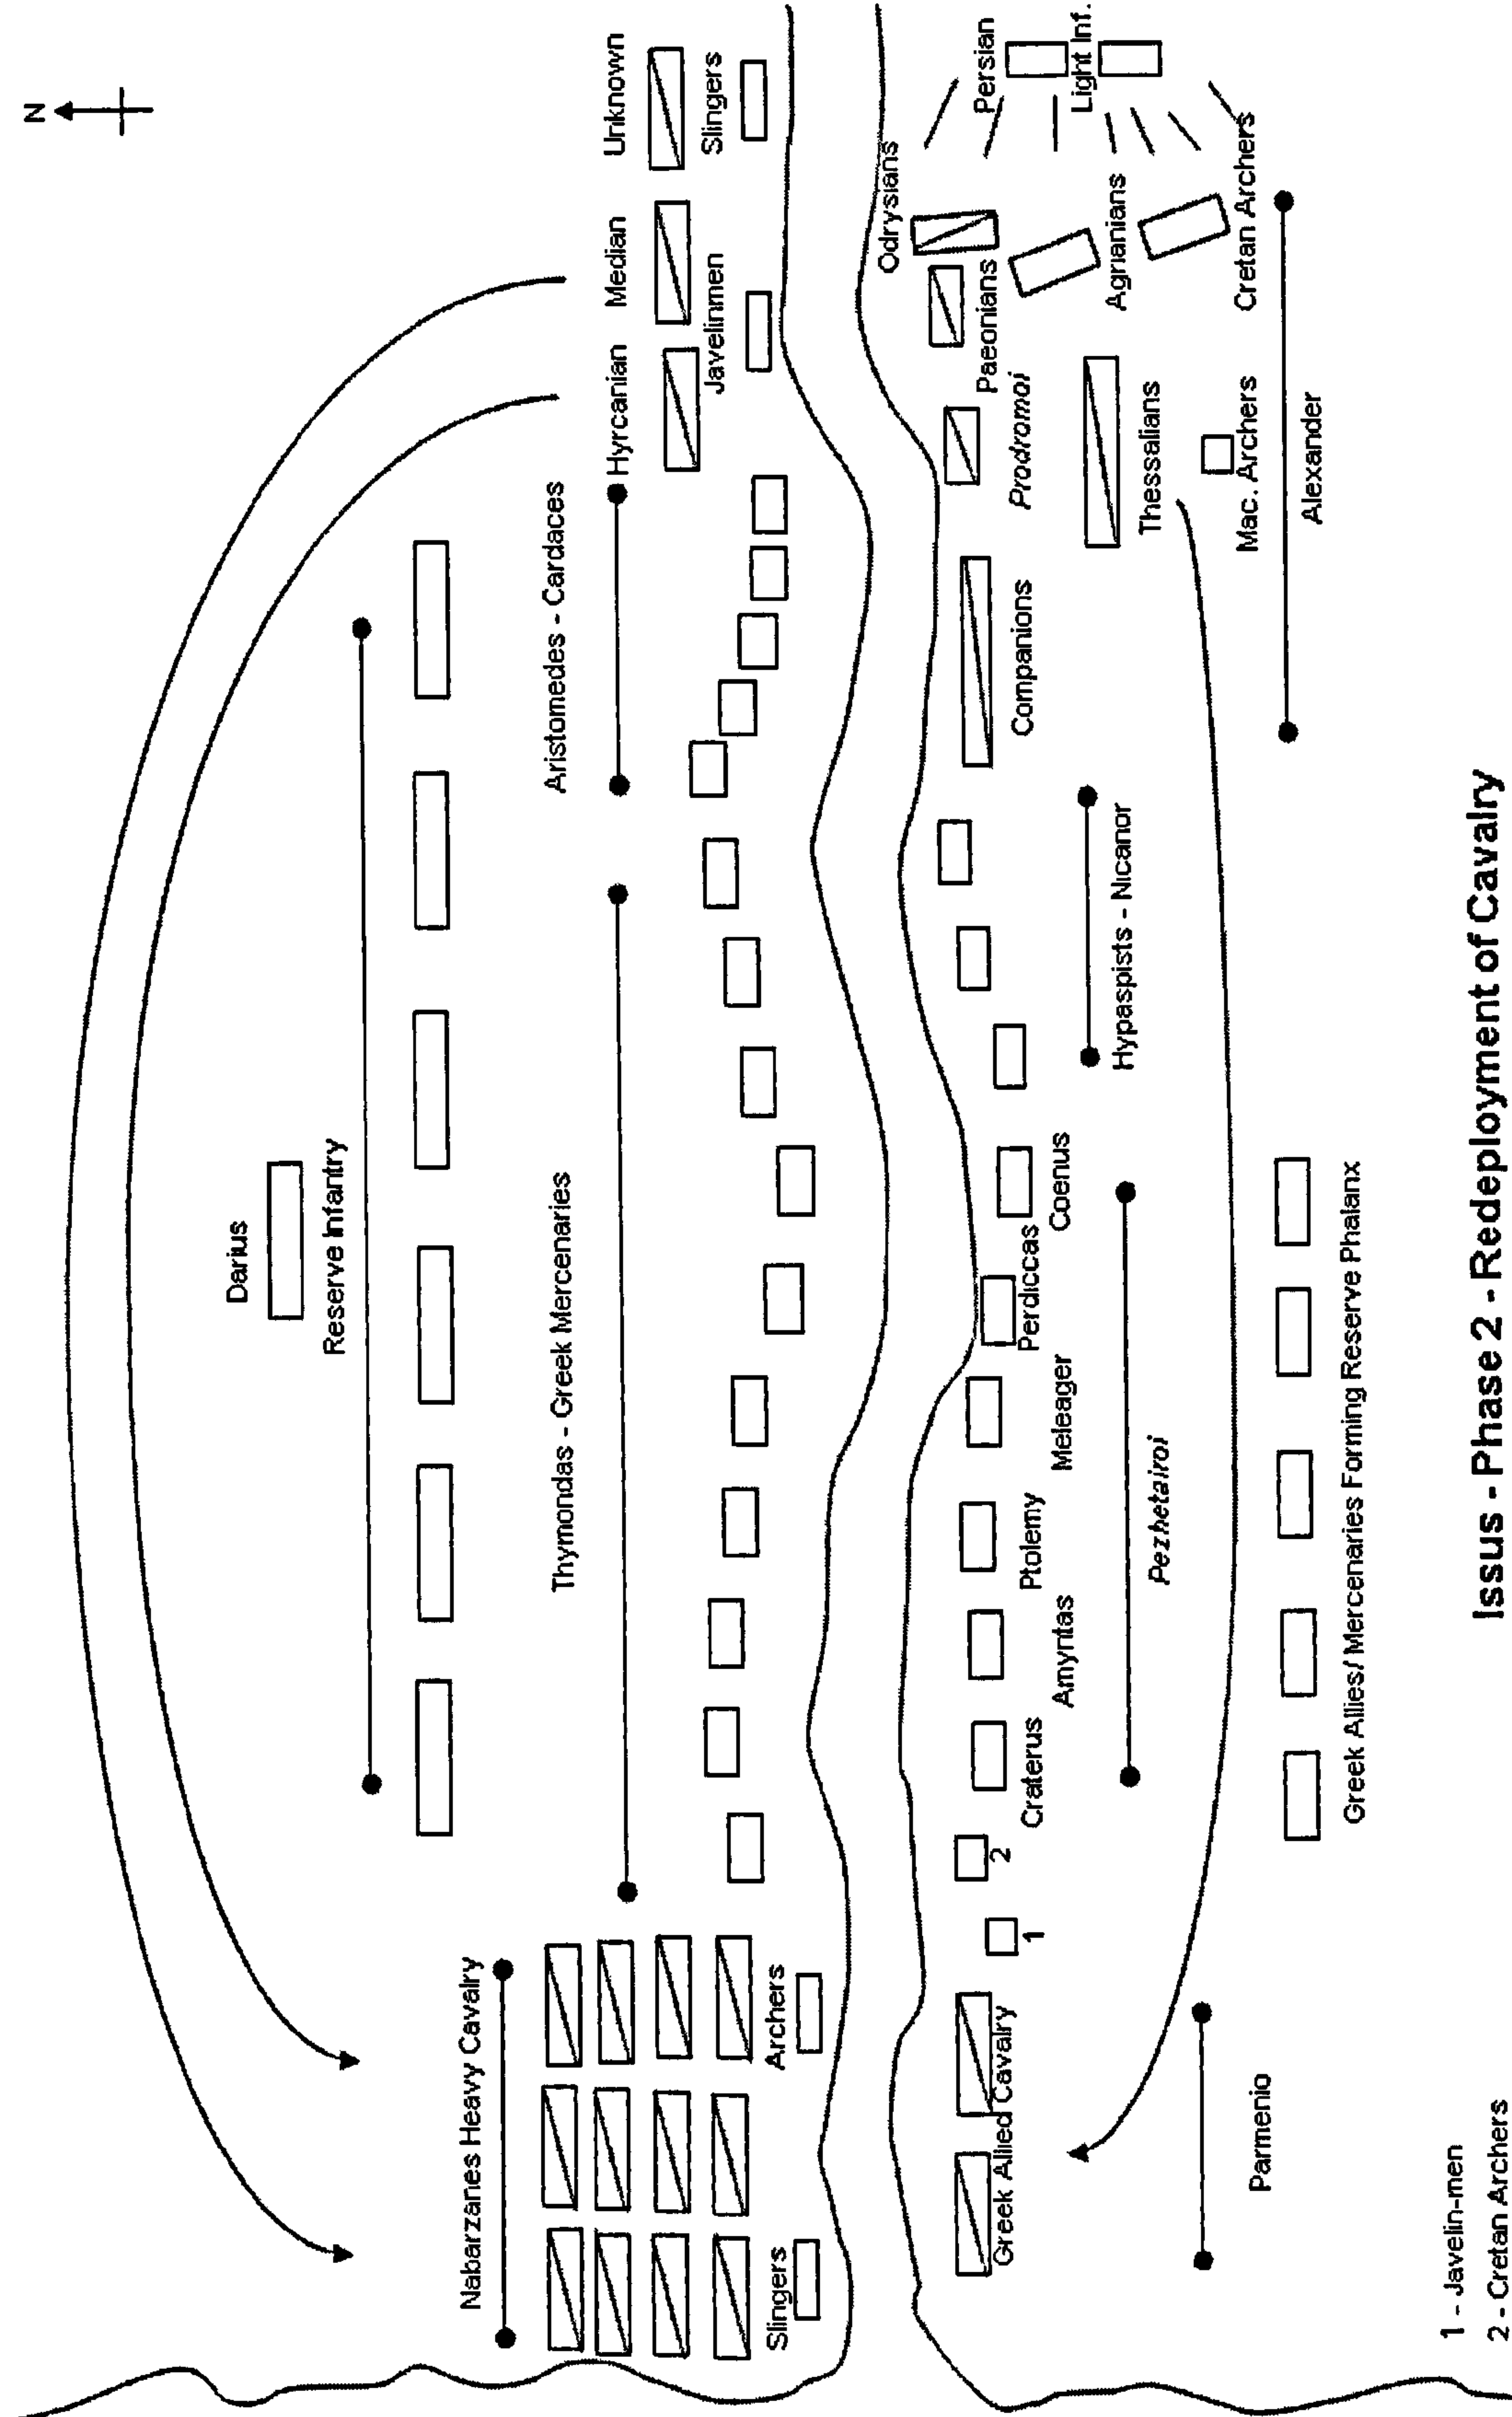 N
Darius
Reserve Infantry
Nabarzanes Heavy Cavalry
Thymondas - Greek Mercenaries
Aristomedes - Cardaces
Hyrcanian
Median
Unknown
Javelinmen
Slingers
Slingers
Archers
Greek Allied Cavalry
1
2
Craterus
Amyntas
Ptolemy
Meleager
Perdiccas
Coenus
Pezhetairoi
Hypaspists - Nicanor
Companions
Prodromoi
Paeonians
Odrysians
Persian
Light Inf.
Agrianians
Cretan Archers
Thessalians
Mac. Archers
Alexander
Parmenio
Greek Allies/ Mercenaries Forming Reserve Phalanx
1 - Javelin-men
2 - Cretan Archers
Issus - Phase 2 - Redeployment of Cavalry